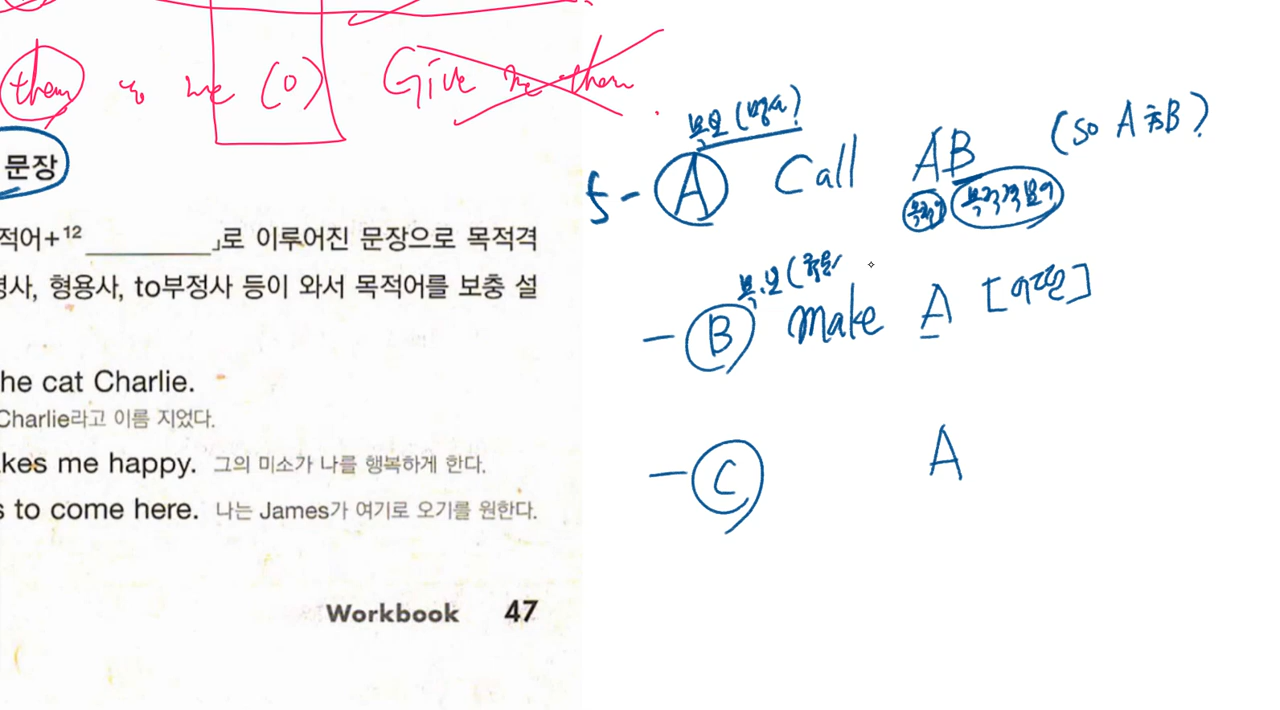 them to me (O) Give me them.
문장
목보 (명사)
5 - A Call AB (so A=B?)
목적어 목적격보어
적어+¹² ________」로 이루어진 문장으로 목적격
명사, 형용사, to부정사 등이 와서 목적어를 보충 설
목.보
- B make A [어떤]
he cat Charlie.
Charlie라고 이름 지었다.
kes me happy. 그의 미소가 나를 행복하게 한다.
s to come here. 나는 James가 여기로 오기를 원한다.
- C A
Workbook 47